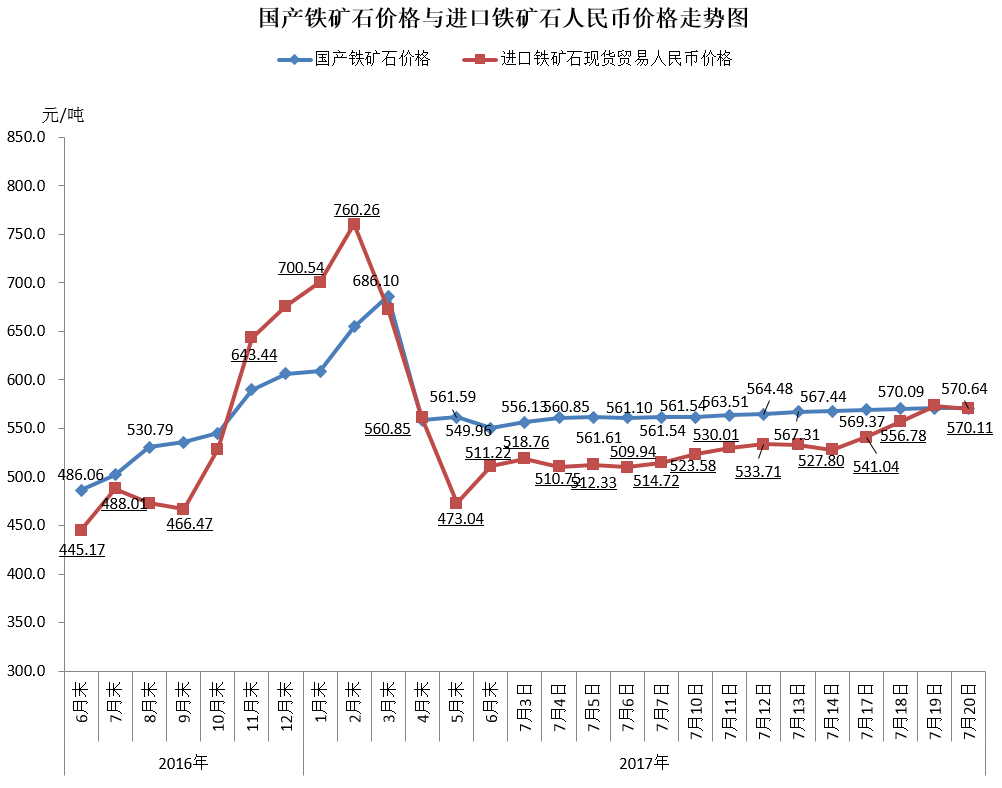 国产铁矿石价格与进口铁矿石人民币价格走势图
国产铁矿石价格
进口铁矿石现货贸易人民币价格
元/吨
850.0
800.0
750.0
700.0
650.0
600.0
550.0
500.0
450.0
400.0
350.0
300.0
486.06
530.79
686.10
561.59
549.96
556.13
560.85
561.61
561.10
561.54
561.54
563.51
564.48
567.31
567.44
569.37
570.09
570.64
445.17
488.01
466.47
643.44
700.54
760.26
560.85
473.04
511.22
518.76
510.75
512.33
509.94
514.72
523.58
530.01
533.71
527.80
541.04
556.78
570.11
6月末
7月末
8月末
9月末
10月末
11月末
12月末
1月末
2月末
3月末
4月末
5月末
6月末
7月3日
7月4日
7月5日
7月6日
7月7日
7月10日
7月11日
7月12日
7月13日
7月14日
7月17日
7月18日
7月19日
7月20日
2016年
2017年